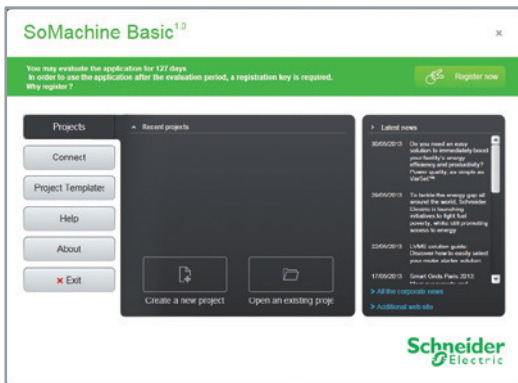 SoMachine Basic 1.0
You may evaluate the application for 127 days
In order to use the application after the evaluation period, a registration key is required.
Why register ?
Register now
Projects
Connect
Project Templates
Help
About
Exit
Recent projects
Create a new project
Open an existing proje
Latest news
30/05/2013 Do you need an easy
solution to immediately boost
your facility's energy
efficiency and productivity?
Power quality, as simple as
VarSet™
29/05/2013 To tackle the energy gap all
around the world, Schneider
Electric is launching
initiatives to fight fuel
poverty, whilst still promoting
access to energy
22/05/2013 LVMS solution guide:
Discover how to easily select
your motor starter solution
17/05/2013 Smart Grids Paris 2013:
All the corporate news
Additional web site
Schneider
Electric